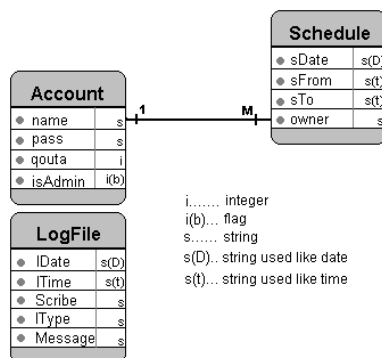 Schedule
sDate s(D)
sFrom s(t)
sTo s(t)
owner s
Account
name s
pass s
qouta i
isAdmin i(b)
1 M
LogFile
lDate s(D)
lTime s(t)
Scribe s
lType s
Message s
i....... integer
i(b)... flag
s...... string
s(D).. string used like date
s(t)... string used like time